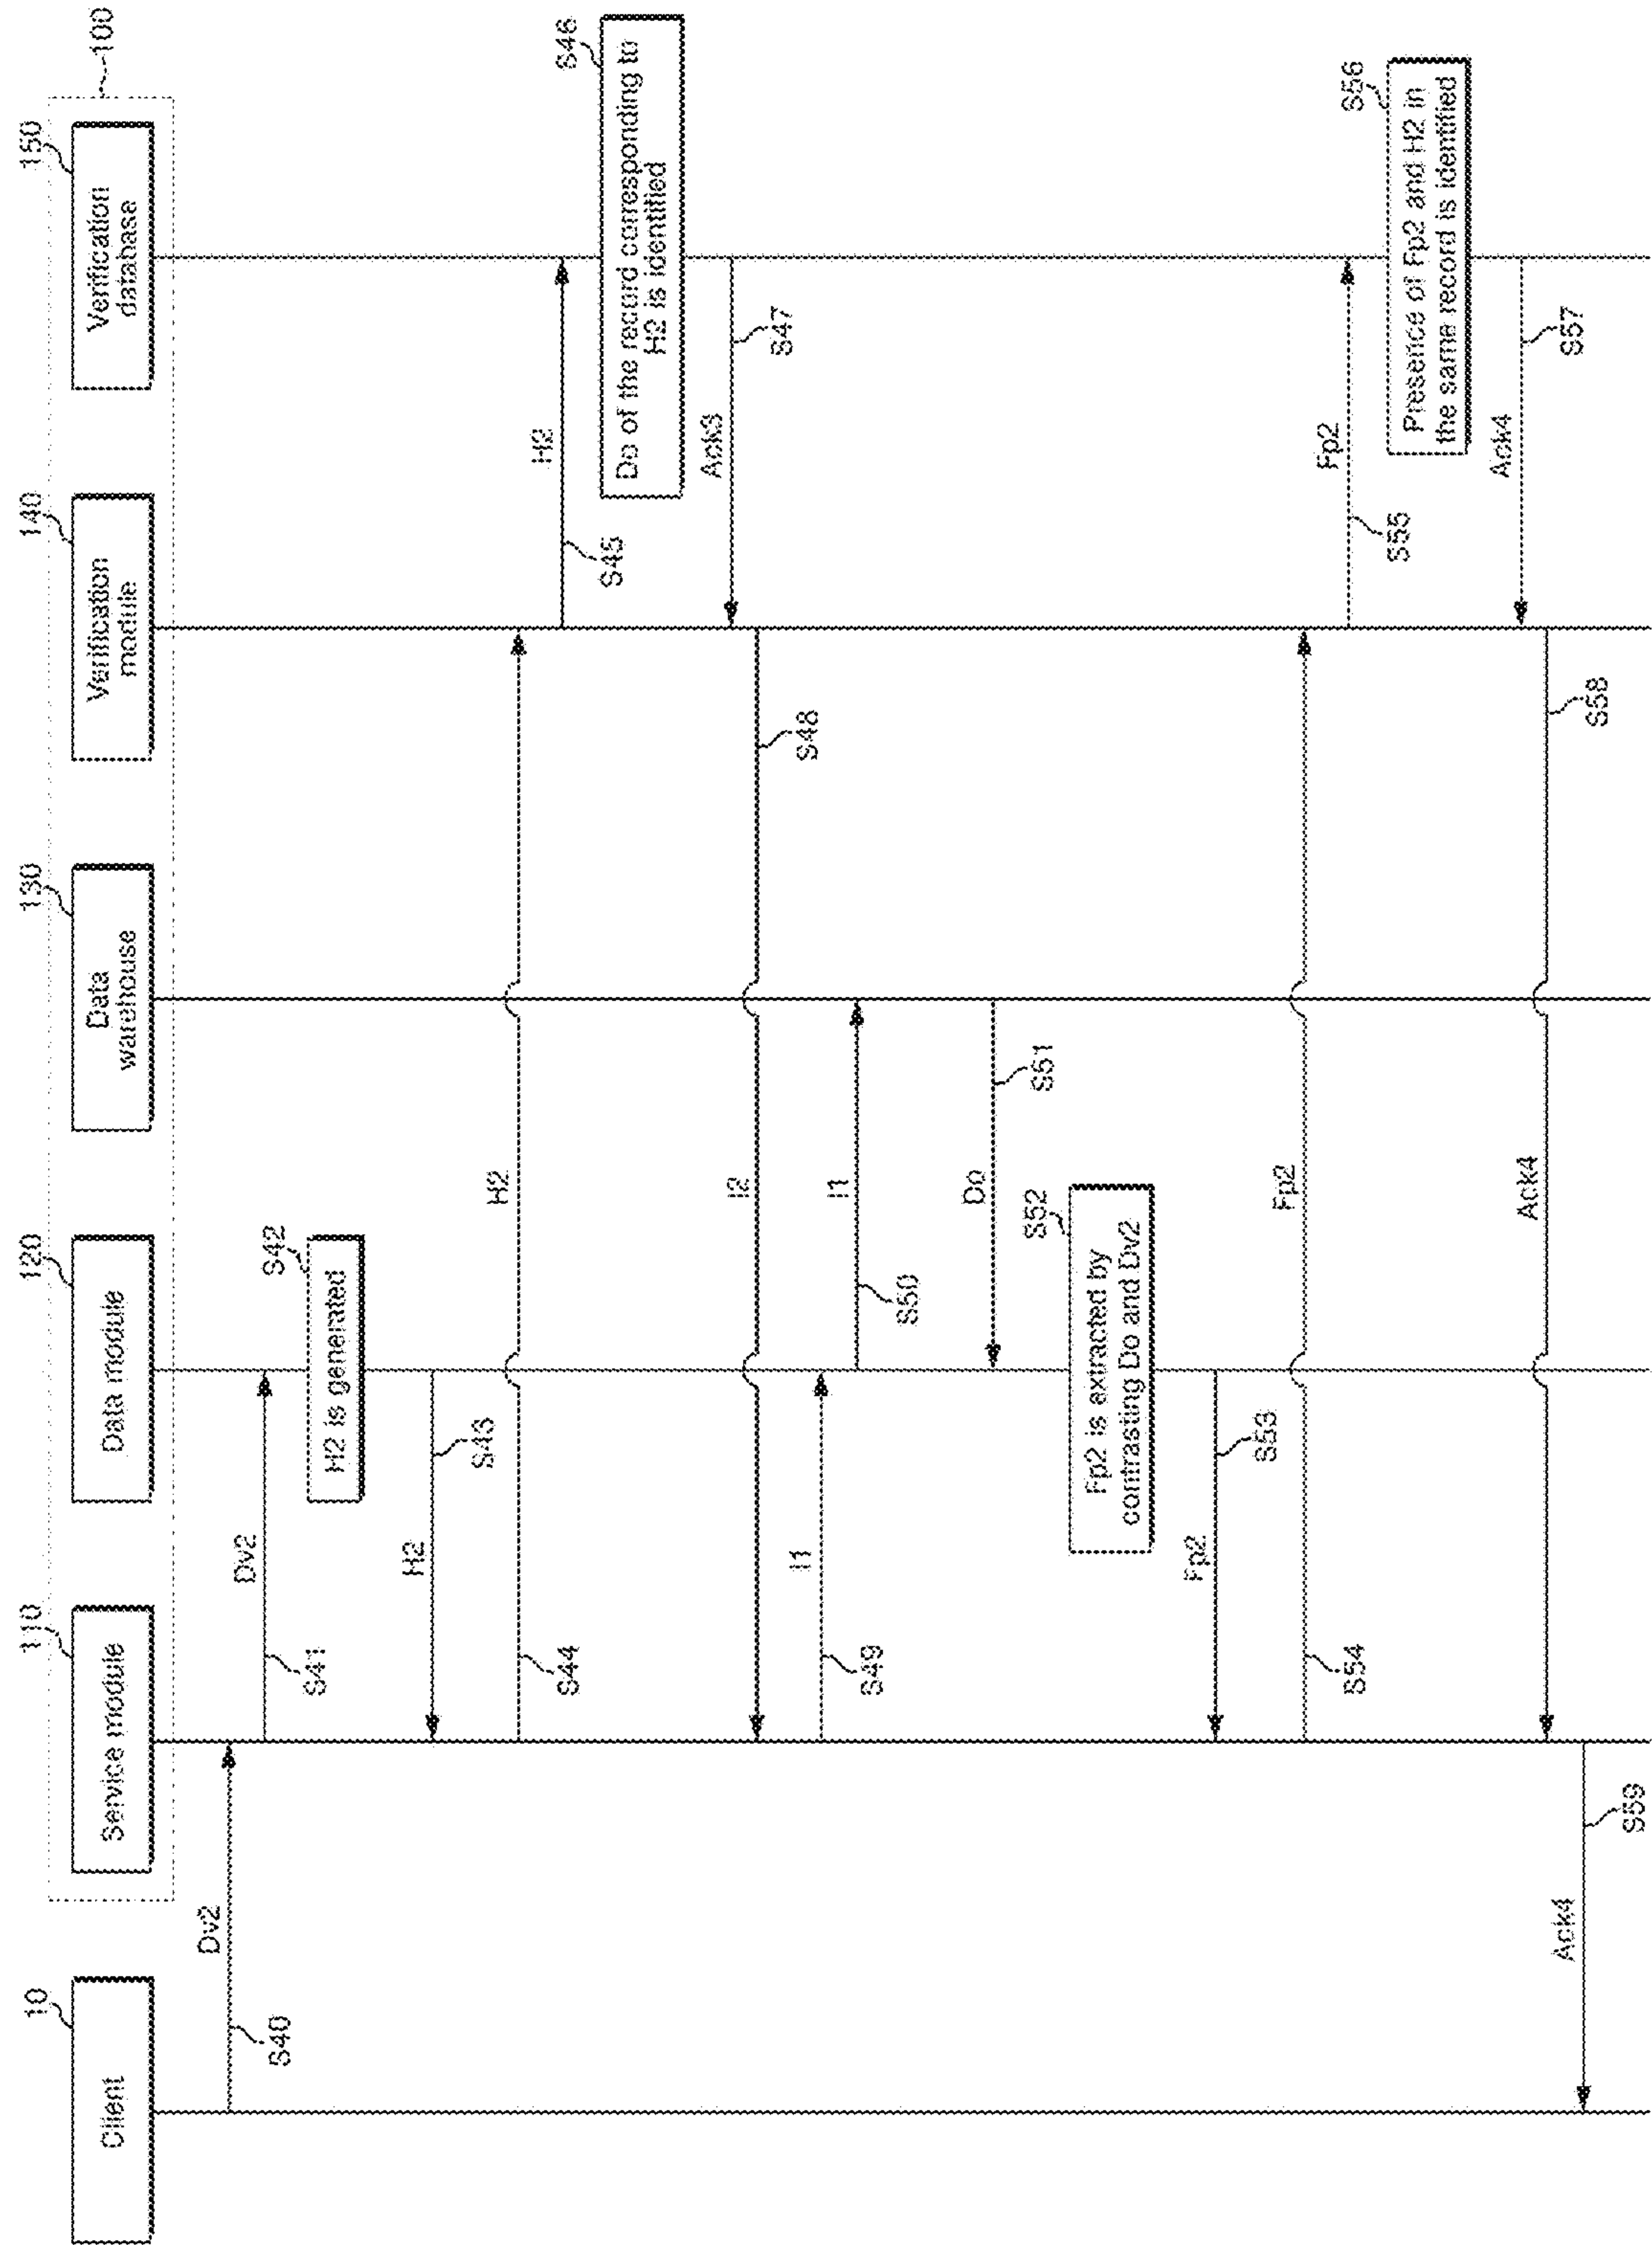 100
10
110
120
130
140
150
Client
Service module
Data module
Data
warehouse
Verification
module
Verification
database
Dv2
S40
Dv2
S41
S42
H2 is generated
H2
S43
H2
S44
H2
S45
S46
Do of the record corresponding to
H2 is identified
Ack3
S47
I2
S48
I1
S49
I1
S50
Do
S51
S52
Fp2 is extracted by
contrasting Do and Dv2
Fp2
S53
Fp2
S54
Fp2
S55
S56
Presence of Fp2 and H2 in
the same record is identified
Ack4
S57
Ack4
S58
Ack4
S59